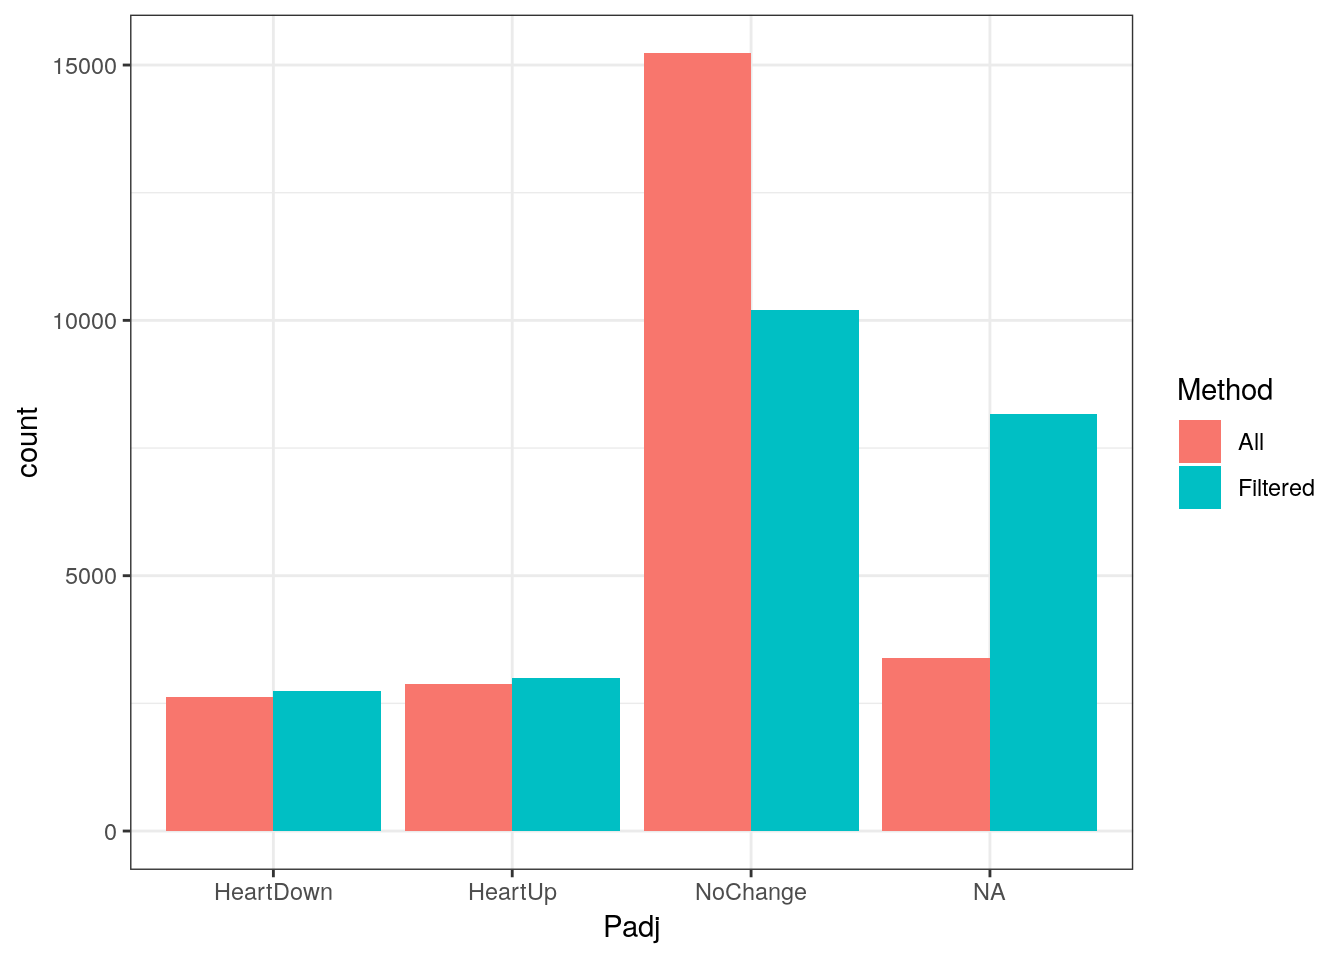 15000
10000
5000
0
count
HeartDown
HeartUp
NoChange
NA
Padj
Method
All
Filtered